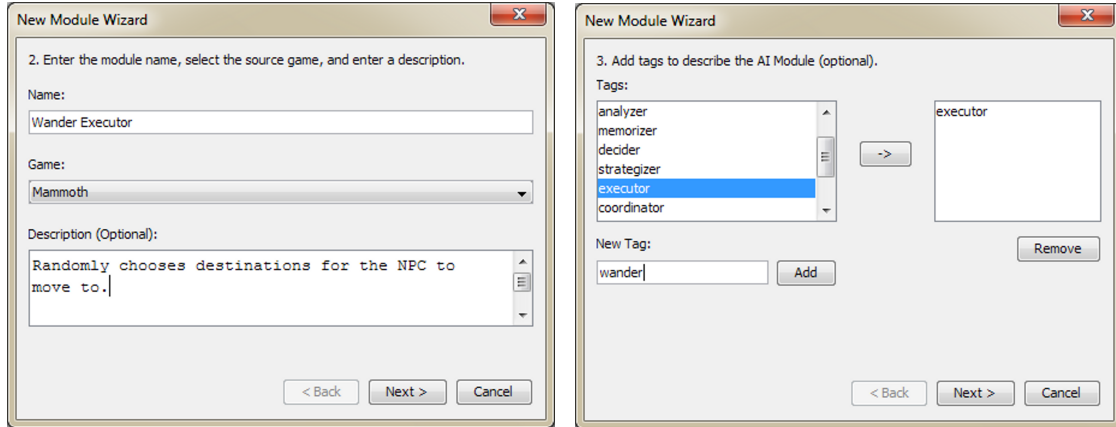 New Module Wizard
2. Enter the module name, select the source game, and enter a description.
Name:
Wander Executor
Game:
Mammoth
Description (Optional):
Randomly chooses destinations for the NPC to
move to.
< Back
Next >
Cancel
New Module Wizard
3. Add tags to describe the AI Module (optional).
Tags:
analyzer
memorizer
decider
strategizer
executor
coordinator
->
executor
New Tag:
wander
Add
Remove
< Back
Next >
Cancel